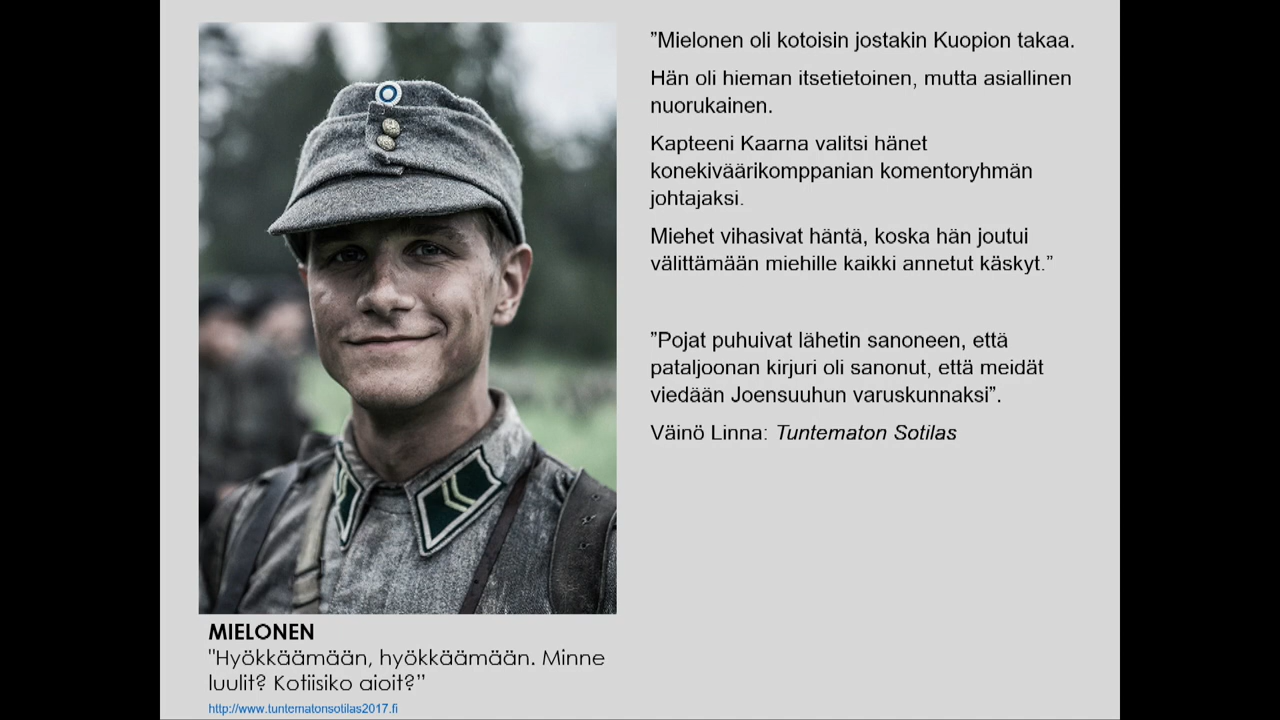 ”Mielonen oli kotoisin jostakin Kuopion takaa.
Hän oli hieman itsetietoinen, mutta asiallinen
nuorukainen.
Kapteeni Kaarna valitsi hänet
konekiväärikomppanian komentoryhmän
johtajaksi.
Miehet vihasivat häntä, koska hän joutui
välittämään miehille kaikki annetut käskyt.”
”Pojat puhuivat lähetin sanoneen, että
pataljoonan kirjuri oli sanonut, että meidät
viedään Joensuuhun varuskunnaksi”.
Väinö Linna: Tuntematon Sotilas
MIELONEN
"Hyökkäämään, hyökkäämään. Minne
luulit? Kotiisiko aioit?”
http://www.tuntematonsotilas2017.fi